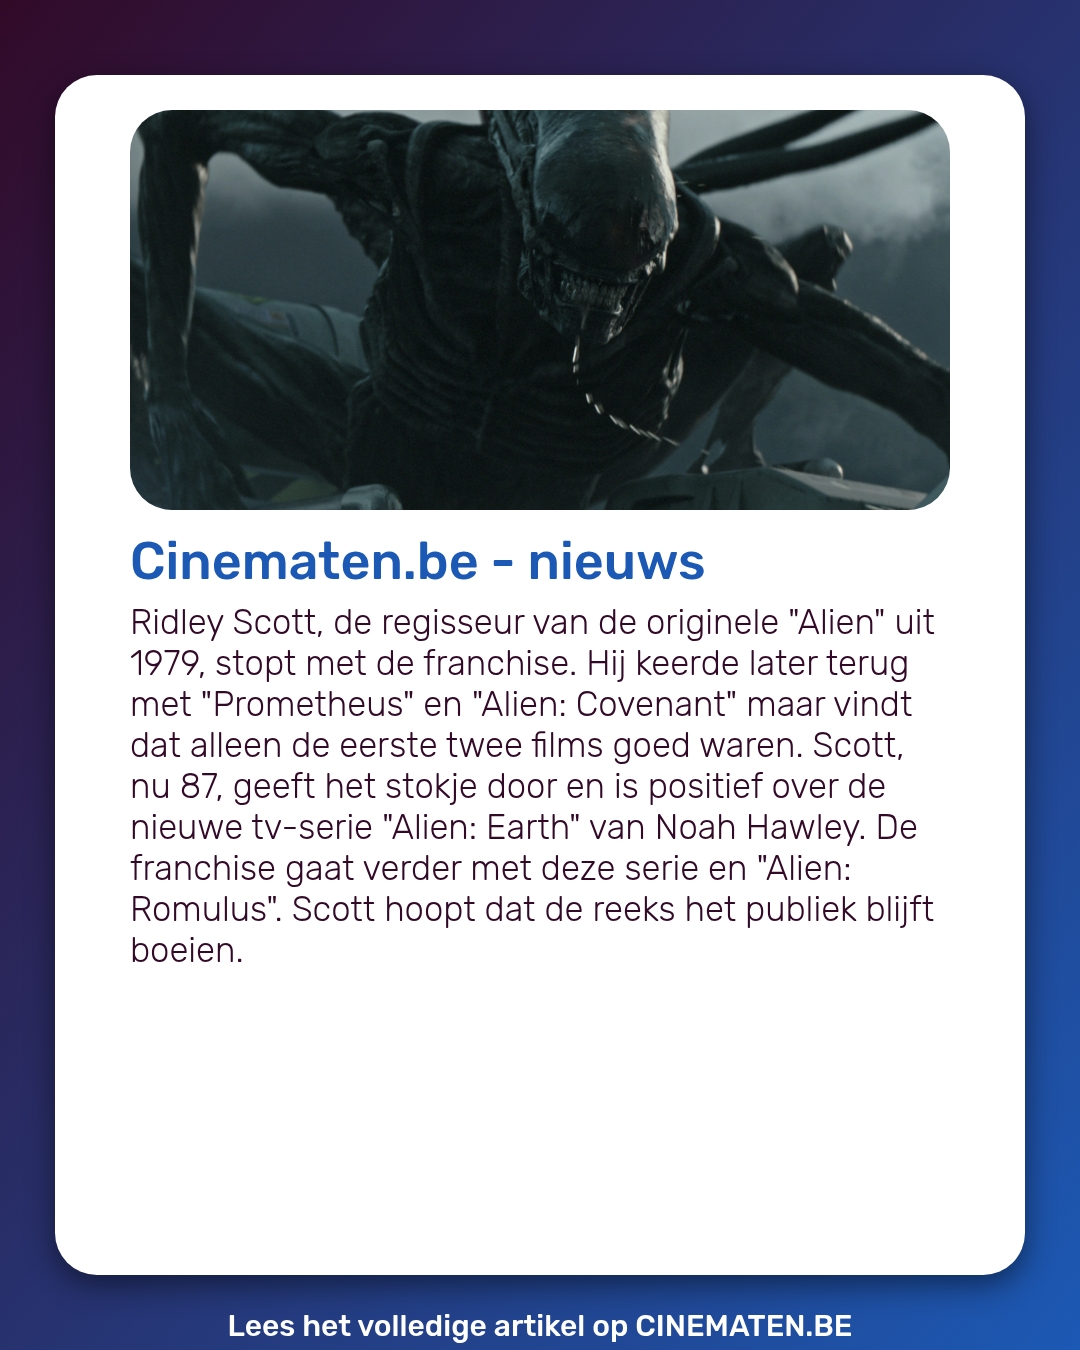 Cinematen.be - nieuws
Ridley Scott, de regisseur van de originele "Alien" uit
1979, stopt met de franchise. Hij keerde later terug
met "Prometheus" en "Alien: Covenant" maar vindt
dat alleen de eerste twee films goed waren. Scott,
nu 87, geeft het stokje door en is positief over de
nieuwe tv-serie "Alien: Earth" van Noah Hawley. De
franchise gaat verder met deze serie en "Alien:
Romulus". Scott hoopt dat de reeks het publiek blijft
boeien.
Lees het volledige artikel op CINEMATEN.BE